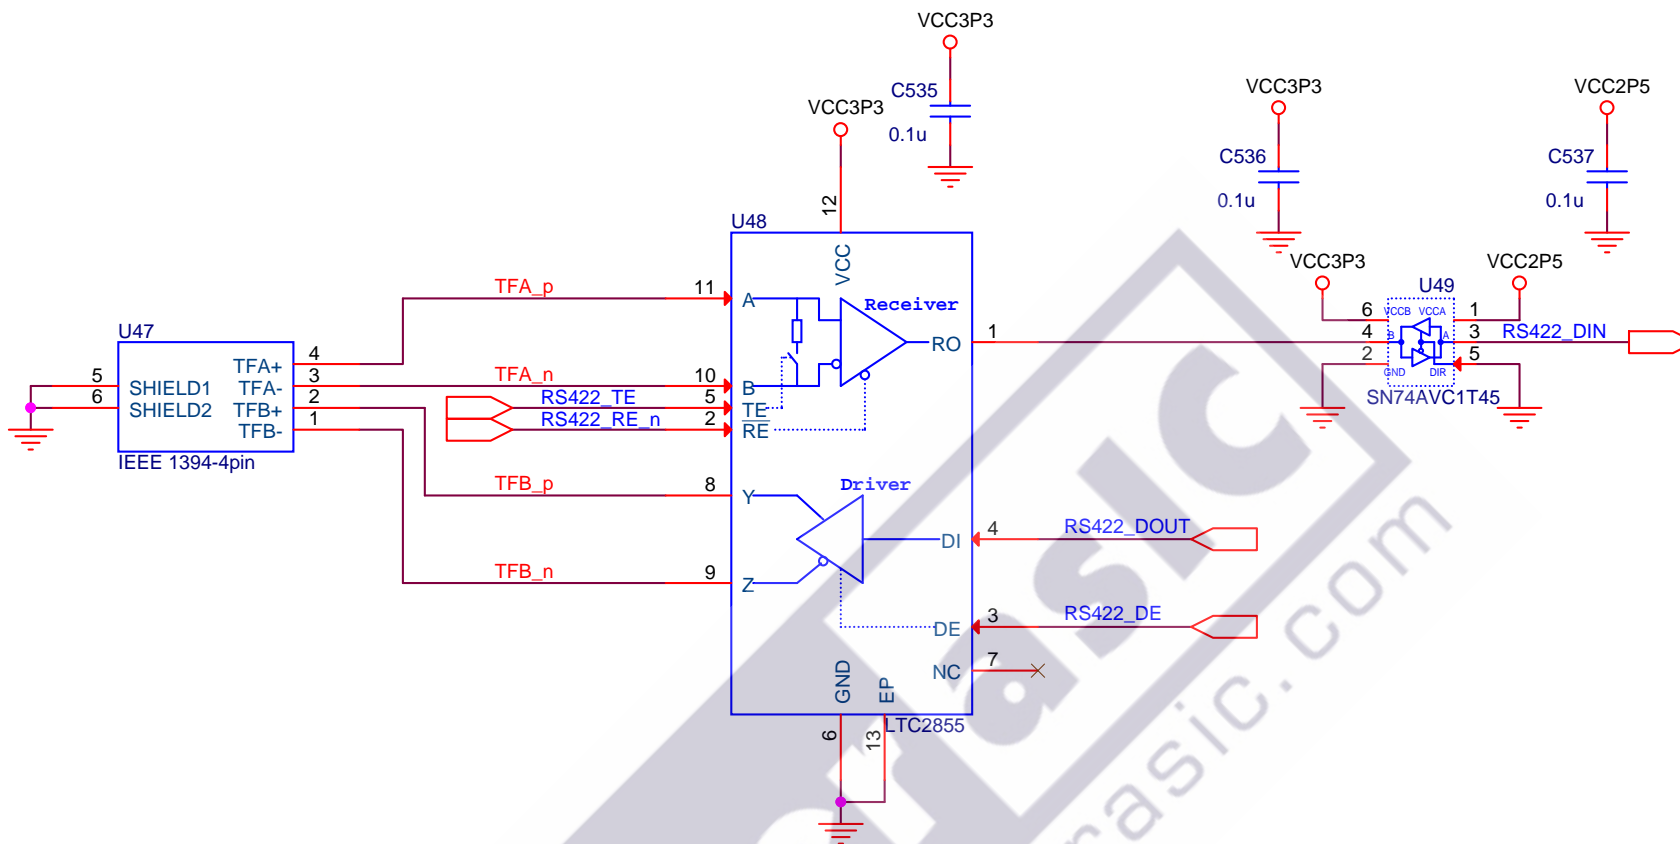 VCC3P3
C535
0.1u
VCC3P3
VCC3P3
C536
0.1u
VCC2P5
C537
0.1u
U48
12
VCC
TFA_p
11
A
Receiver
RO
1
VCC3P3
VCC2P5
U49
6
VCCB
VCCA
1
4
B
A
3
RS422_DIN
2
GND
DIR
5
SN74AVC1T45
U47
TFA+
4
5
SHIELD1
TFA-
3
TFA_n
10
B
6
SHIELD2
TFB+
2
RS422_TE
5
TE
TFB-
1
RS422_RE_n
2
RE
IEEE 1394-4pin
TFB_p
8
Y
Driver
DI
4
RS422_DOUT
TFB_n
9
Z
DE
3
RS422_DE
NC
7
GND
EP
LTC2855
6
13
asic
rasic.com